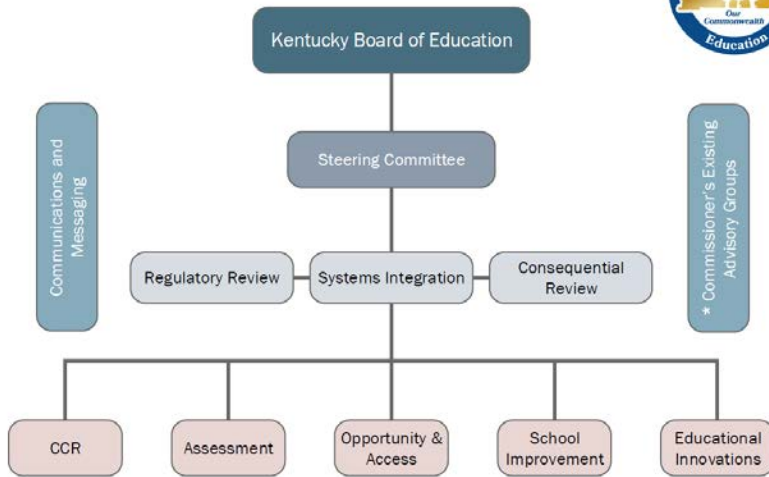 Our
Commonwealth
Education
Kentucky Board of Education
Communications and
Messaging
Steering Committee
* Commissioner's Existing
Advisory Groups
Regulatory Review
Systems Integration
Consequential
Review
CCR
Assessment
Opportunity &
Access
School
Improvement
Educational
Innovations